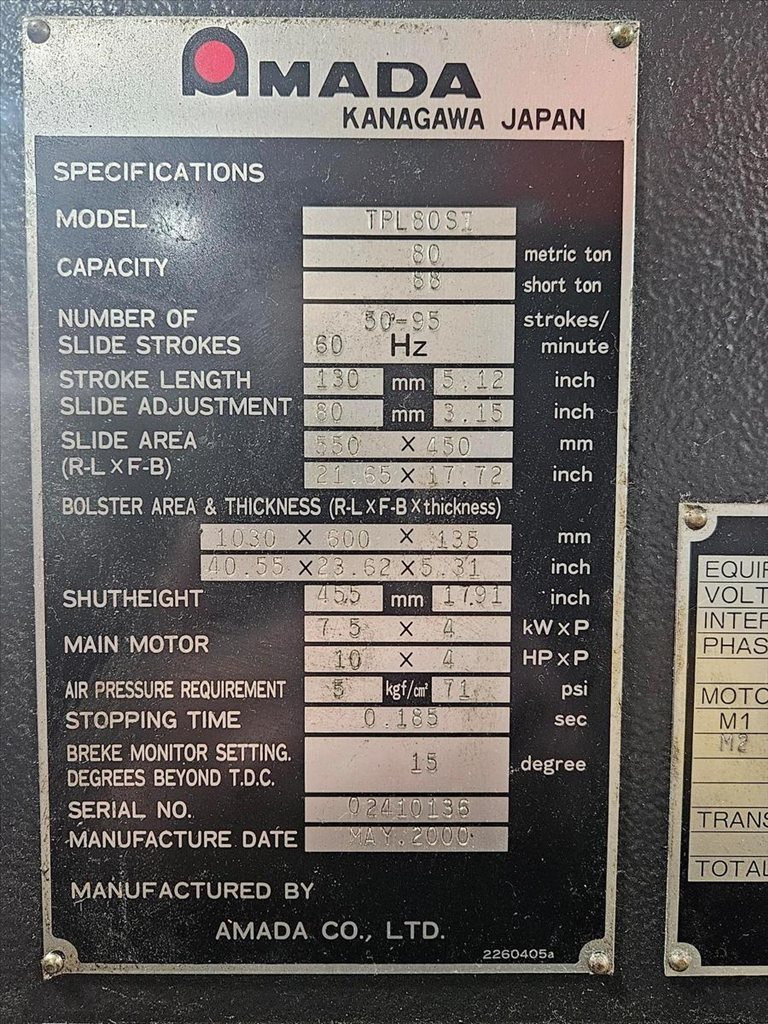 AMADA
KANAGAWA JAPAN
SPECIFICATIONS
MODEL TPL80SI
CAPACITY 80 metric ton
88 short ton
NUMBER OF SLIDE STROKES 50-95 strokes/minute
60 Hz
STROKE LENGTH 130 mm 5.12 inch
SLIDE ADJUSTMENT 80 mm 3.15 inch
SLIDE AREA 550 × 450 mm
(R-L×F-B) 21.65 × 17.72 inch
BOLSTER AREA & THICKNESS (R-L×F-B×thickness)
1030 × 600 × 135 mm
40.55 × 23.62 × 5.31 inch
SHUTHEIGHT 455 mm 17.91 inch
MAIN MOTOR 7.5 × 4 kW×P
10 × 4 HP×P
AIR PRESSURE REQUIREMENT 5 kgf/cm² 71 psi
STOPPING TIME 0.185 sec
BREKE MONITOR SETTING.
DEGREES BEYOND T.D.C. 15 degree
SERIAL NO. 02410136
MANUFACTURE DATE MAY.2000
MANUFACTURED BY
AMADA CO., LTD.
2260405a
EQUIP
VOLT
INTER
PHAS
MOTO
M1
M2
TRANS
TOTAL